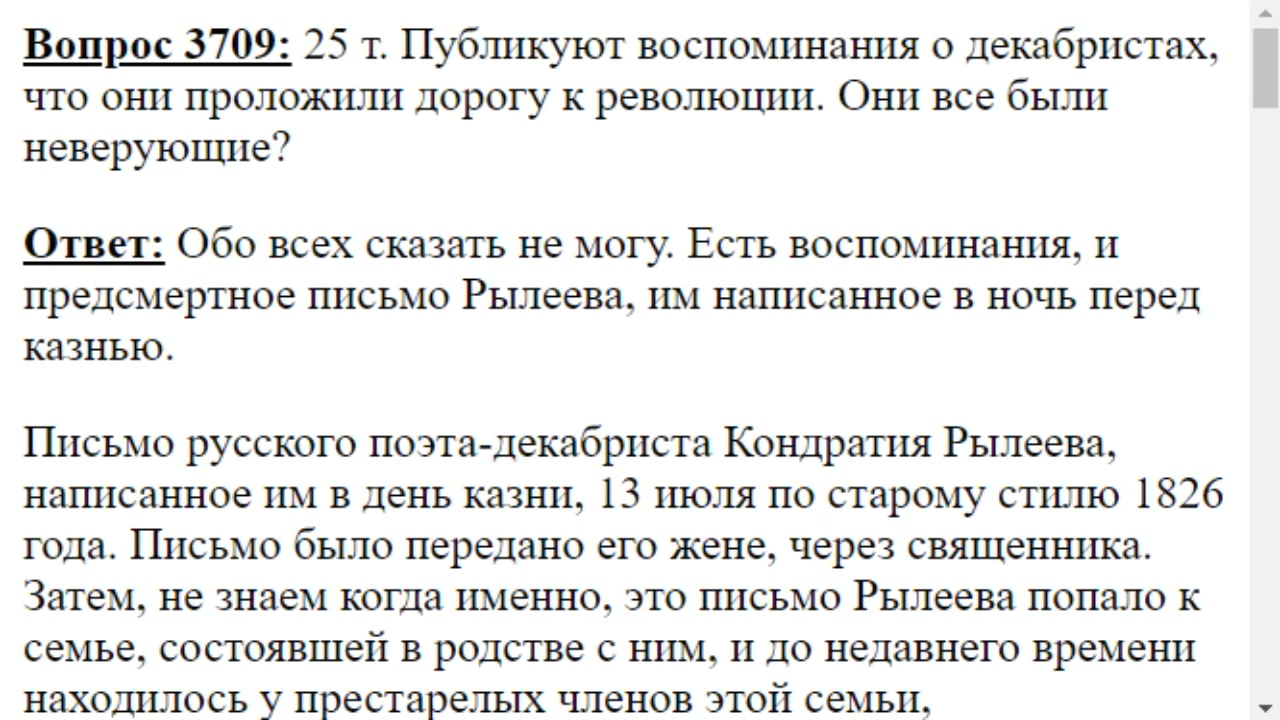 Вопрос 3709: 25 т. Публикуют воспоминания о декабристах,
что они проложили дорогу к революции. Они все были
неверующие?
Ответ: Обо всех сказать не могу. Есть воспоминания, и
предсмертное письмо Рылеева, им написанное в ночь перед
казнью.
Письмо русского поэта-декабриста Кондратия Рылеева,
написанное им в день казни, 13 июля по старому стилю 1826
года. Письмо было передано его жене, через священника.
Затем, не знаем когда именно, это письмо Рылеева попало к
семье, состоявшей в родстве с ним, и до недавнего времени
находилось у престарелых членов этой семьи,